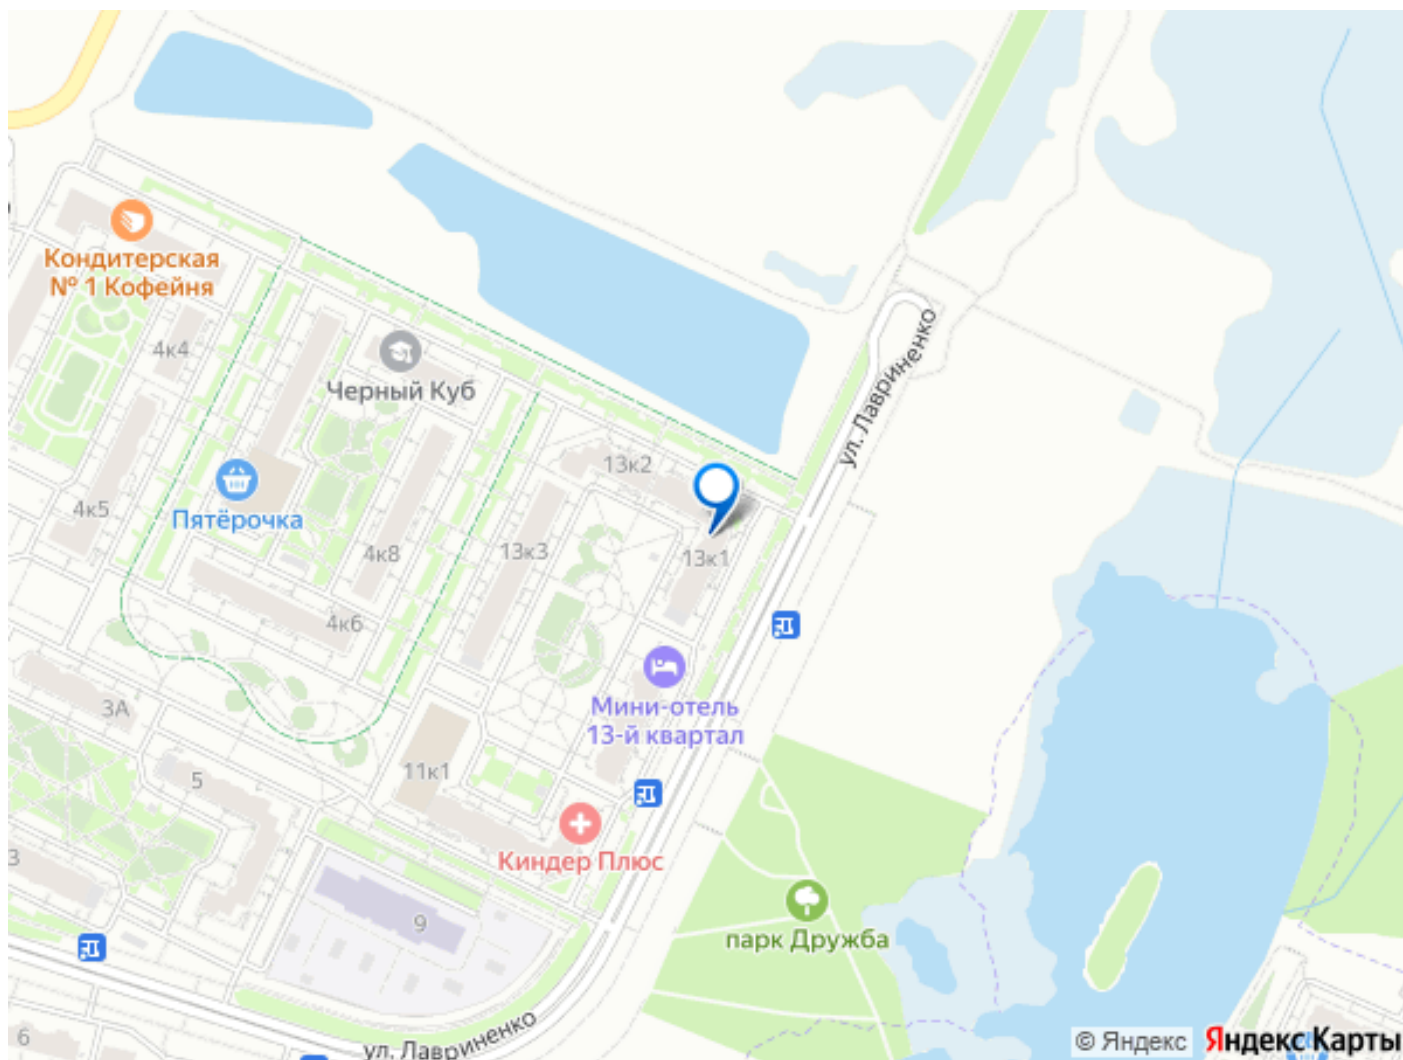 Кондитерская
№ 1 Кофейня
4к4
Черный Куб
ул. Лавриненко
13к2
Пятёрочка
4к5
4к8
13к3
13к1
4к6
Мини-отель
13-й квартал
3А
5
11к1
Киндер Плюс
3
9
парк Дружба
6
ул. Лавриненко
© Яндекс Яндекс Карты